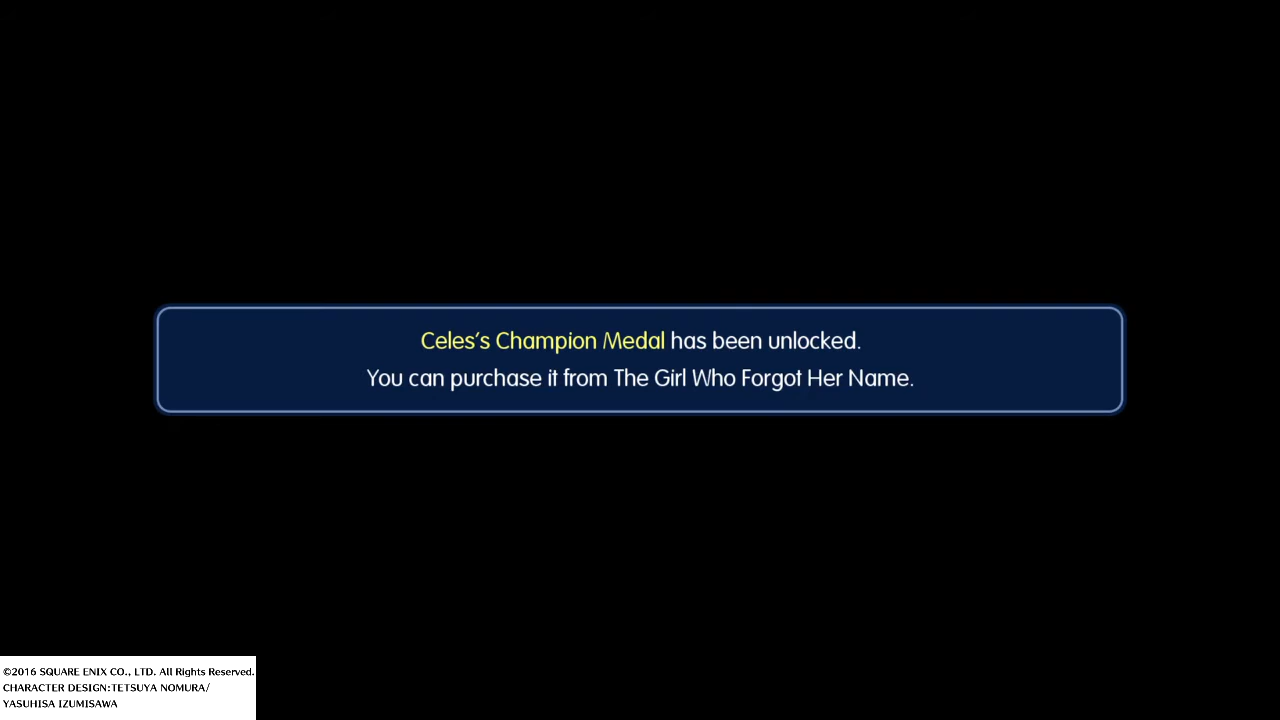 Celes's Champion Medal has been unlocked.
You can purchase it from The Girl Who Forgot Her Name.
©2016 SQUARE ENIX CO., LTD. All Rights Reserved.
CHARACTER DESIGN:TETSUYA NOMURA/
YASUHISA IZUMISAWA